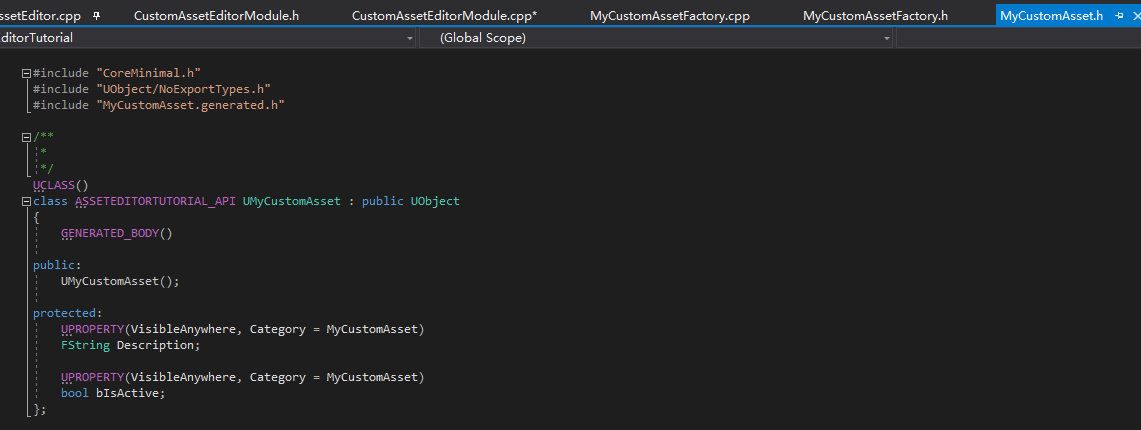 ssetEditor.cpp CustomAssetEditorModule.h CustomAssetEditorModule.cpp* MyCustomAssetFactory.cpp MyCustomAssetFactory.h MyCustomAsset.h
ditorTutorial (Global Scope)
#include "CoreMinimal.h"
#include "UObject/NoExportTypes.h"
#include "MyCustomAsset.generated.h"
/**
*
*/
UCLASS()
class ASSETEDITORTUTORIAL_API UMyCustomAsset : public UObject
{
GENERATED_BODY()
public:
UMyCustomAsset();
protected:
UPROPERTY(VisibleAnywhere, Category = MyCustomAsset)
FString Description;
UPROPERTY(VisibleAnywhere, Category = MyCustomAsset)
bool bIsActive;
};